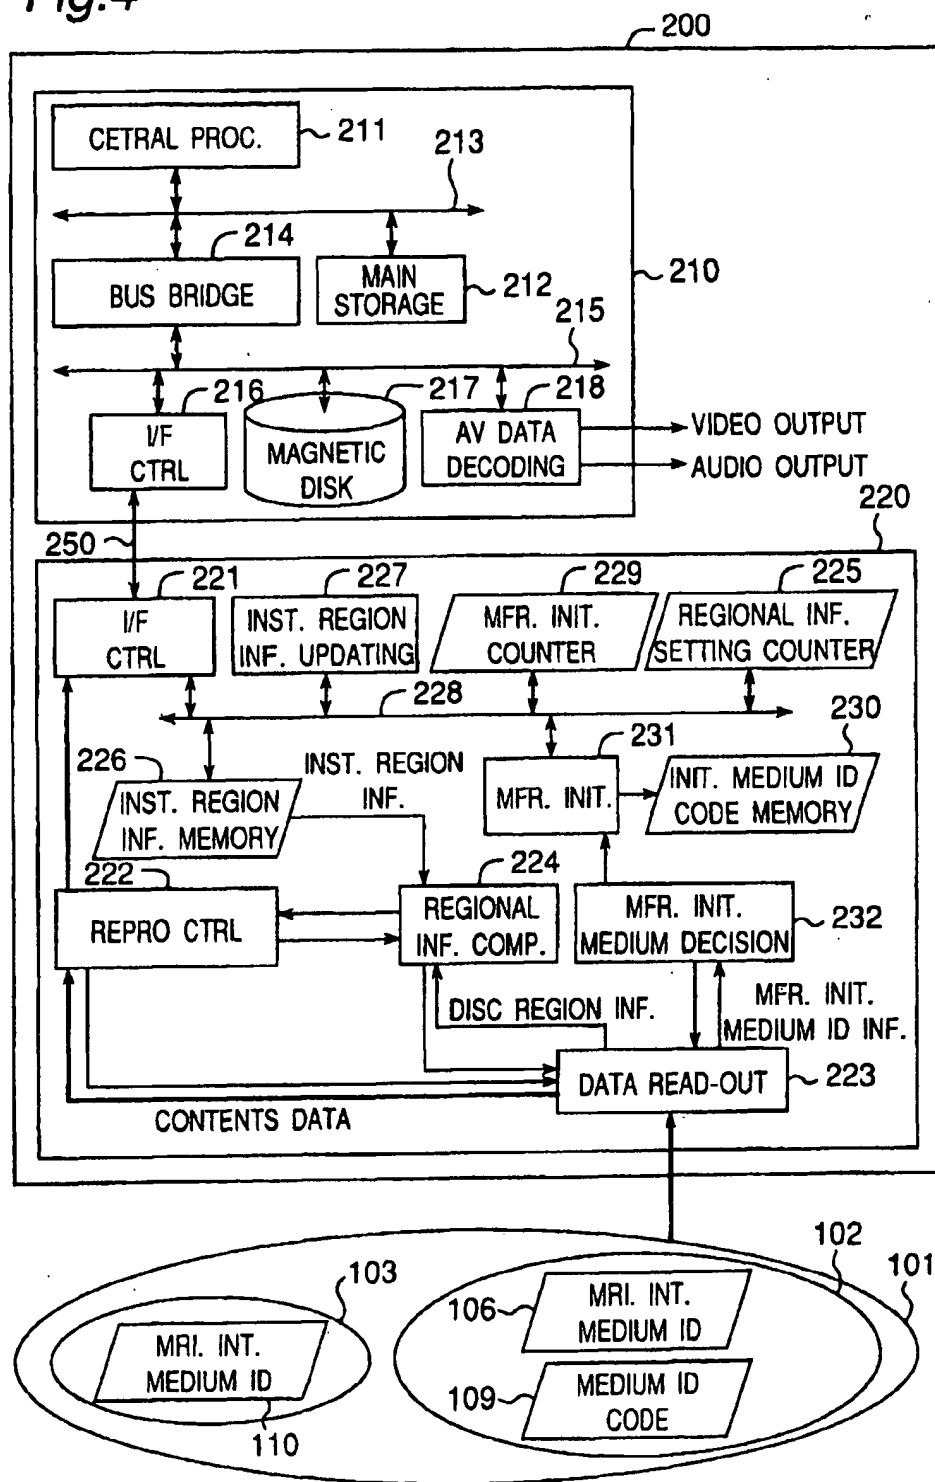 Fig.4
200
CETRAL PROC.
211
213
214
BUS BRIDGE
MAIN
STORAGE
212
210
215
216
I/F
CTRL
217
MAGNETIC
DISK
218
AV DATA
DECODING
VIDEO OUTPUT
AUDIO OUTPUT
250
220
221
I/F
CTRL
227
INST. REGION
INF. UPDATING
229
MFR. INIT.
COUNTER
225
REGIONAL INF.
SETTING COUNTER
228
226
INST. REGION
INF. MEMORY
INST. REGION
INF.
231
MFR. INIT.
230
INIT. MEDIUM ID
CODE MEMORY
222
REPRO CTRL
224
REGIONAL
INF. COMP.
MFR. INIT.
MEDIUM DECISION
232
DISC REGION INF.
MFR. INIT.
MEDIUM ID INF.
DATA READ-OUT
223
CONTENTS DATA
102
101
103
106
MRI. INT.
MEDIUM ID
MRI. INT.
MEDIUM ID
110
109
MEDIUM ID
CODE